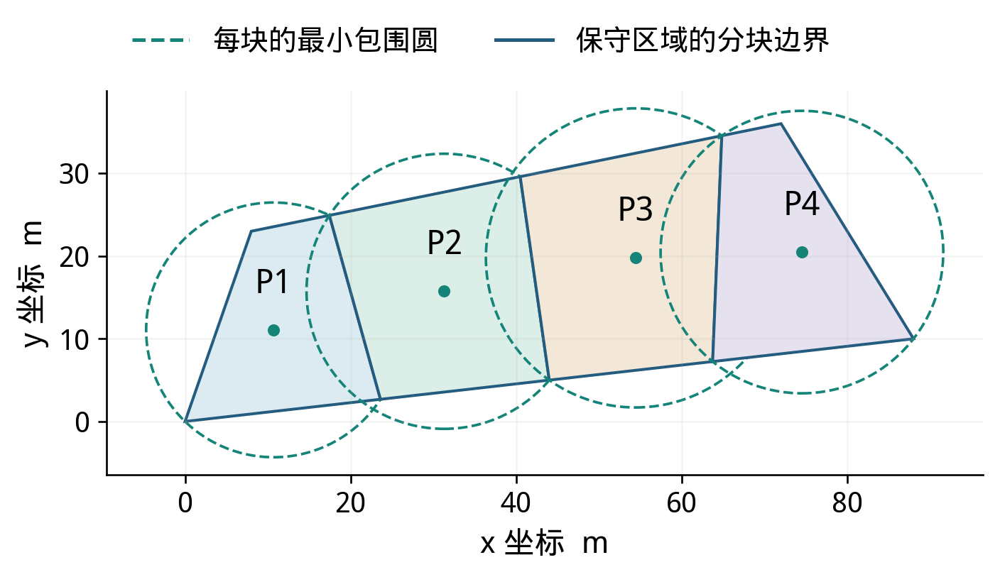 每块的最小包围圆
保守区域的分块边界
y 坐标 m
30
20
10
0
P1
P2
P3
P4
0
20
40
60
80
x 坐标 m